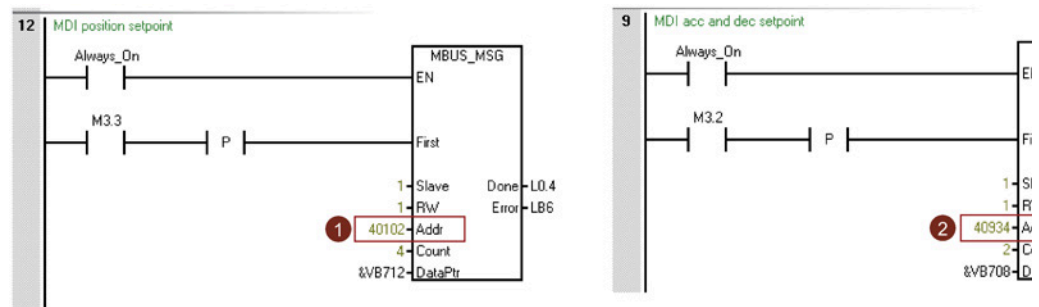 12 MDI position setpoint
Always_On
MBUS_MSG
EN
M3.3
P
First
1 Slave Done L0.4
1 RW Error LB6
1 40102 Addr
4 Count
&VB712 DataPtr
9 MDI acc and dec setpoint
Always_On
M3.2
P
1
1
2 40934
2
&VB708